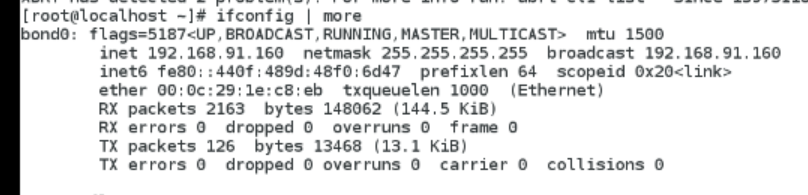 [root@localhost ~]# ifconfig | more
bond0: flags=5187<UP,BROADCAST,RUNNING,MASTER,MULTICAST>  mtu 1500
        inet 192.168.91.160  netmask 255.255.255.255  broadcast 192.168.91.160
        inet6 fe80::440f:489d:48f0:6d47  prefixlen 64  scopeid 0x20<link>
        ether 00:0c:29:1e:c8:eb  txqueuelen 1000  (Ethernet)
        RX packets 2163  bytes 148062 (144.5 KiB)
        RX errors 0  dropped 0  overruns 0  frame 0
        TX packets 126  bytes 13468 (13.1 KiB)
        TX errors 0  dropped 0 overruns 0  carrier 0  collisions 0